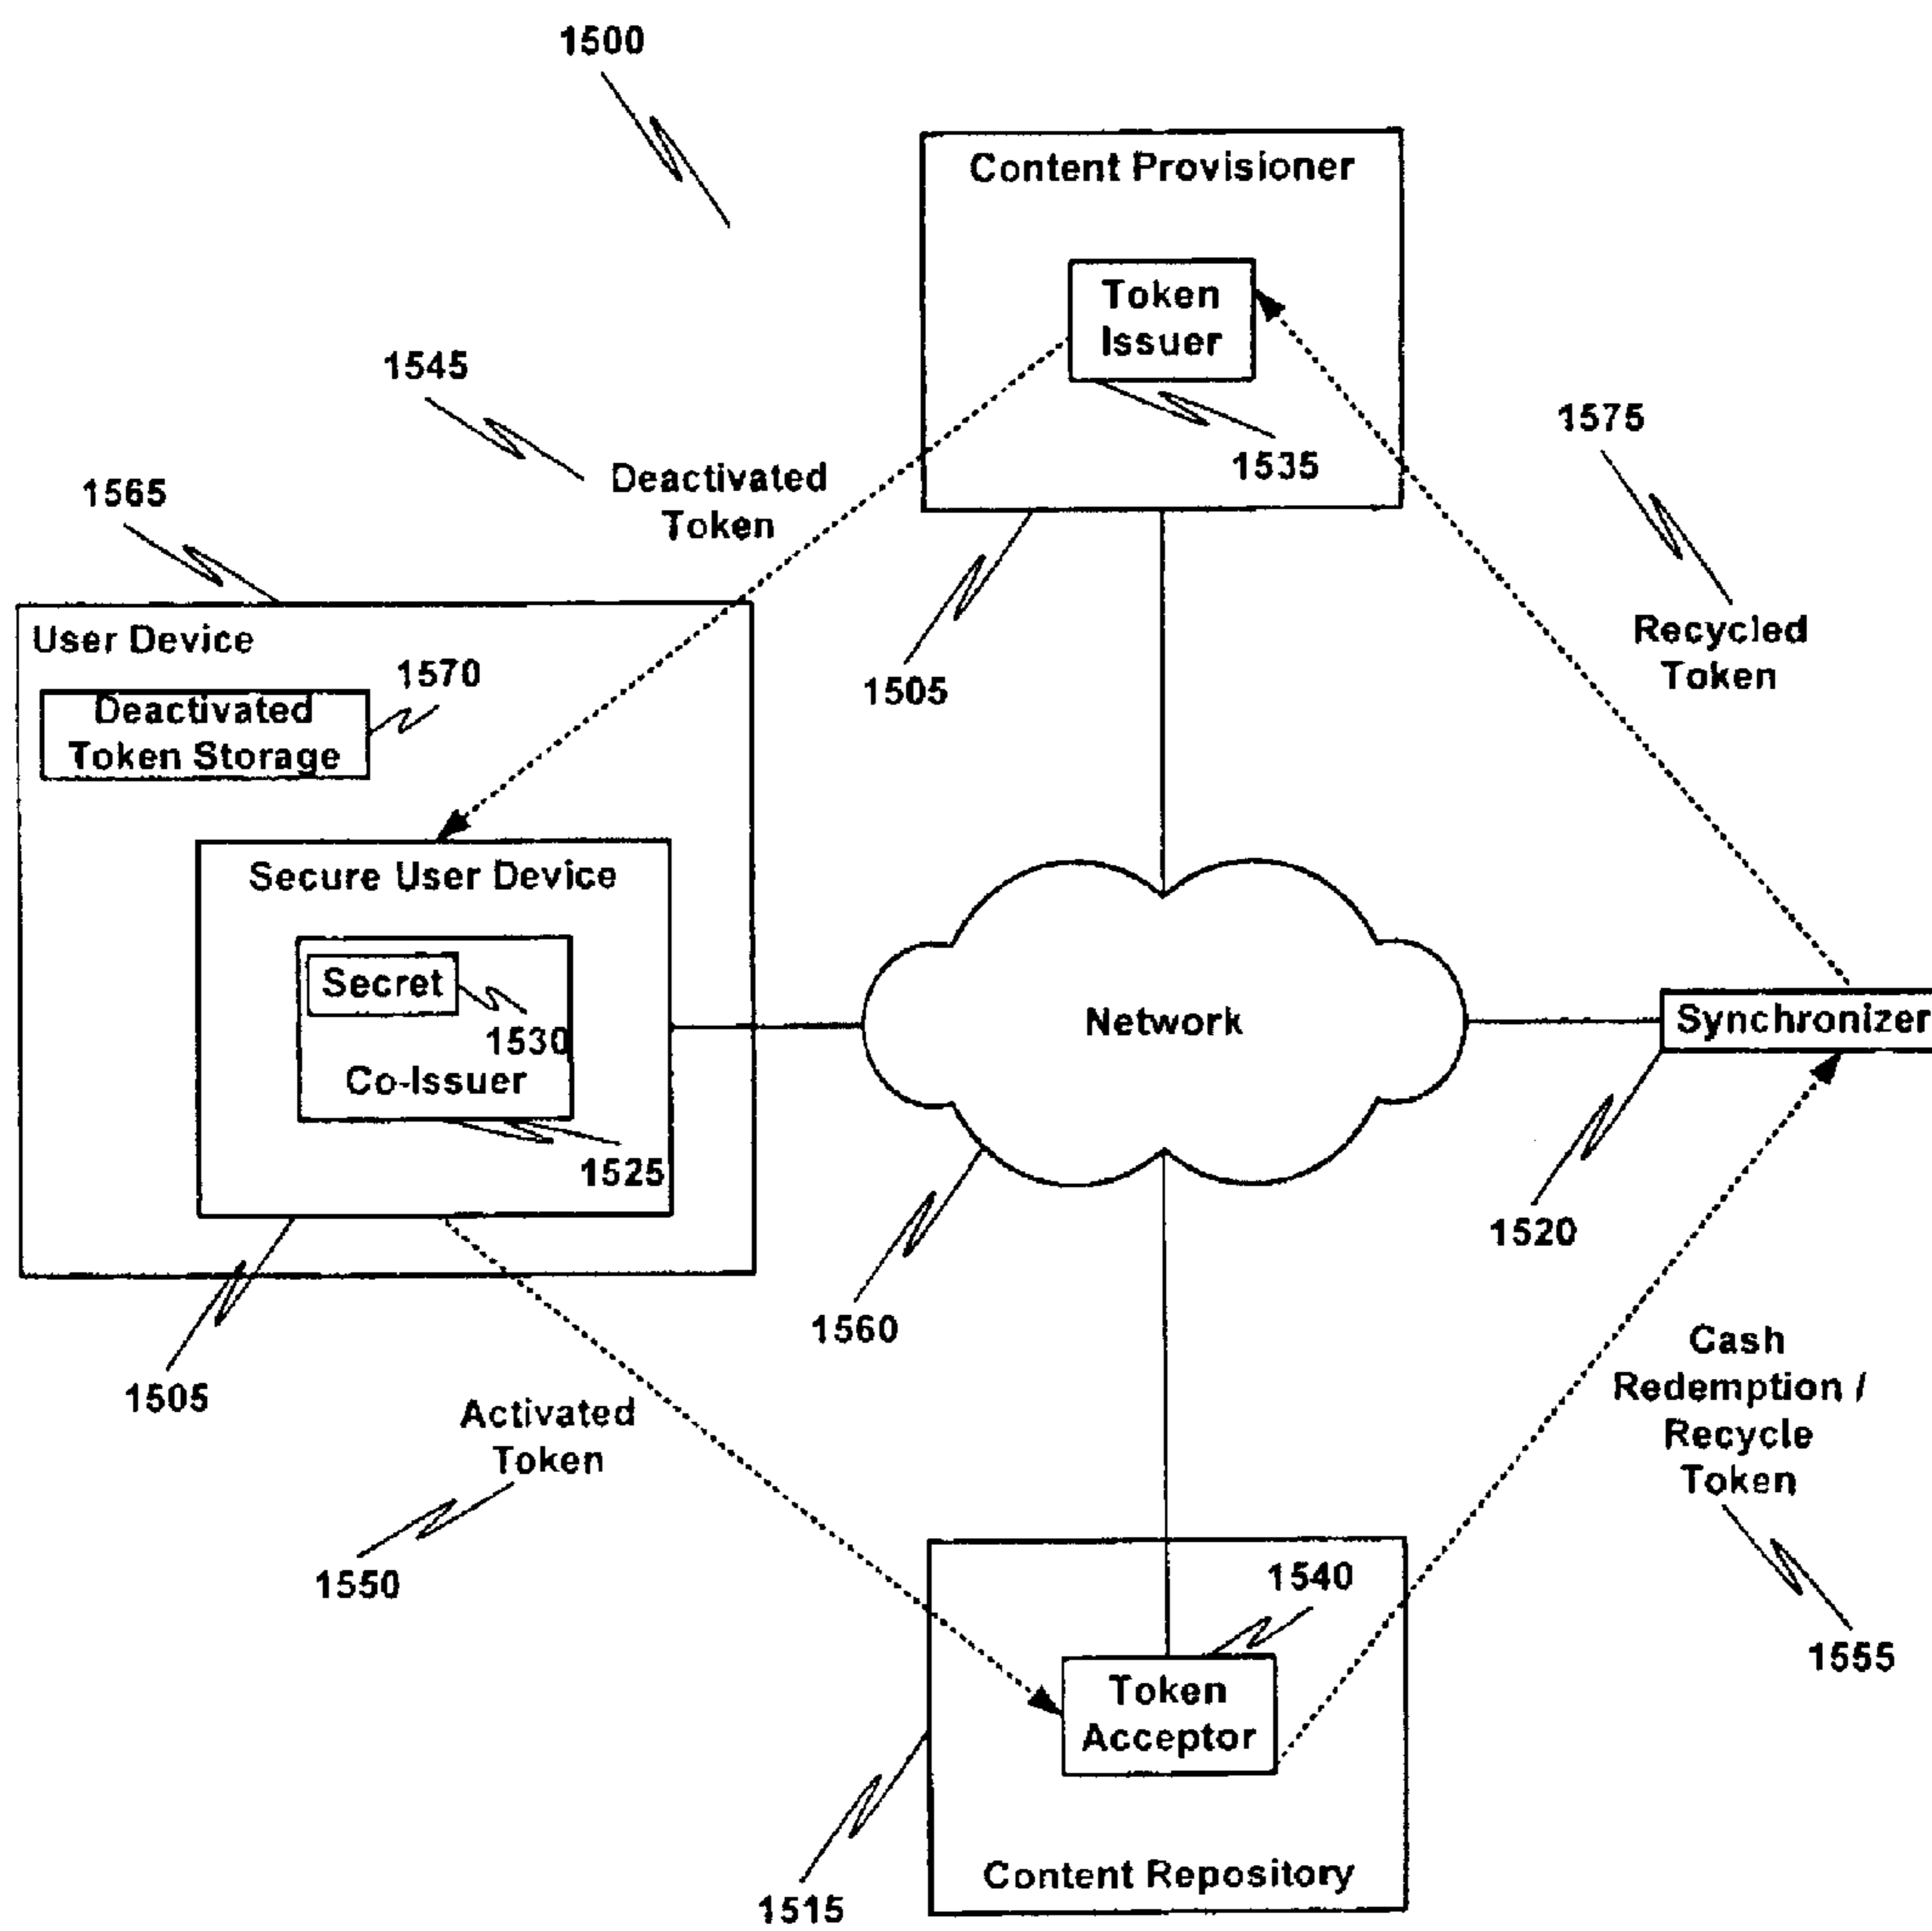 1500
Content Provisioner
Token
Issuer
1535
1545
Deactivated
Token
1575
Recycled
Token
1565
User Device
1570
Deactivated
Token Storage
1505
Secure User Device
Secret
1530
Co-Issuer
1525
Network
Synchronizer
1520
1560
1505
Activated
Token
1550
Cash
Redemption /
Recycle
Token
1555
1540
Token
Acceptor
Content Repository
1515